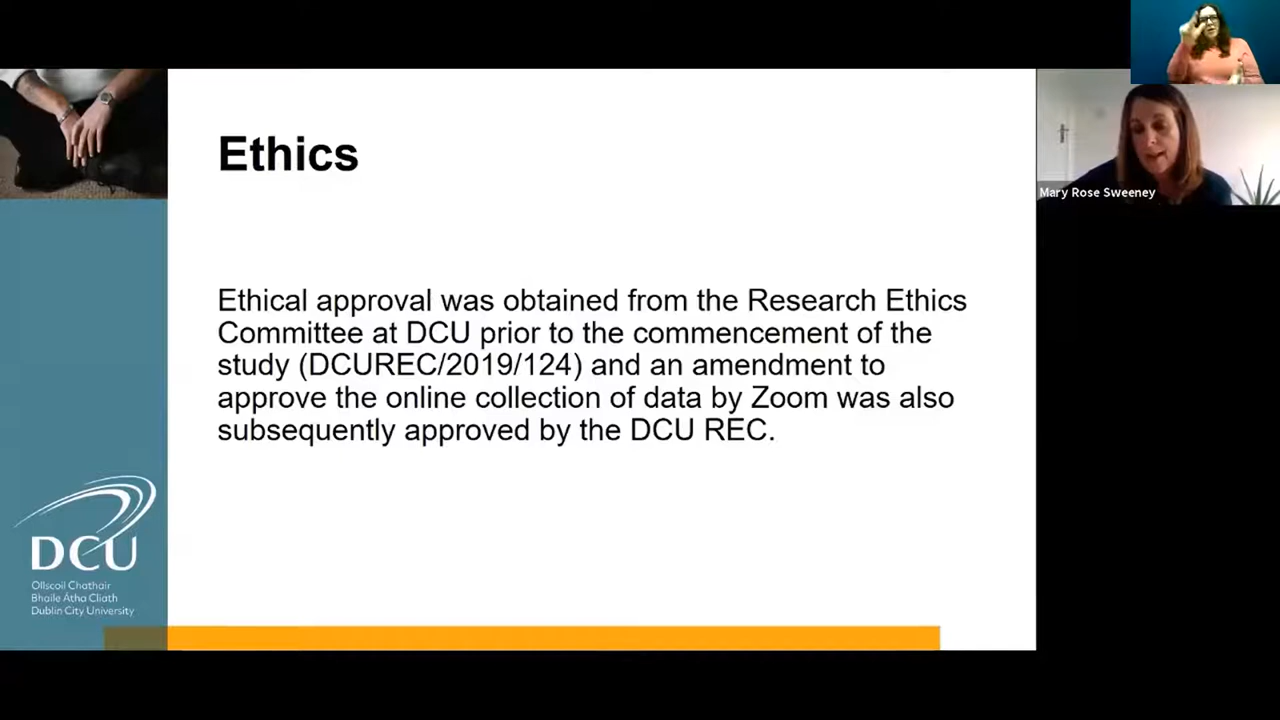 Ethics
Mary Rose Sweeney
Ethical approval was obtained from the Research Ethics
Committee at DCU prior to the commencement of the
study (DCUREC/2019/124) and an amendment to
approve the online collection of data by Zoom was also
subsequently approved by the DCU REC.
DCU
Ollscoil Chathair
Bhaile Átha Cliath
Dublin City University